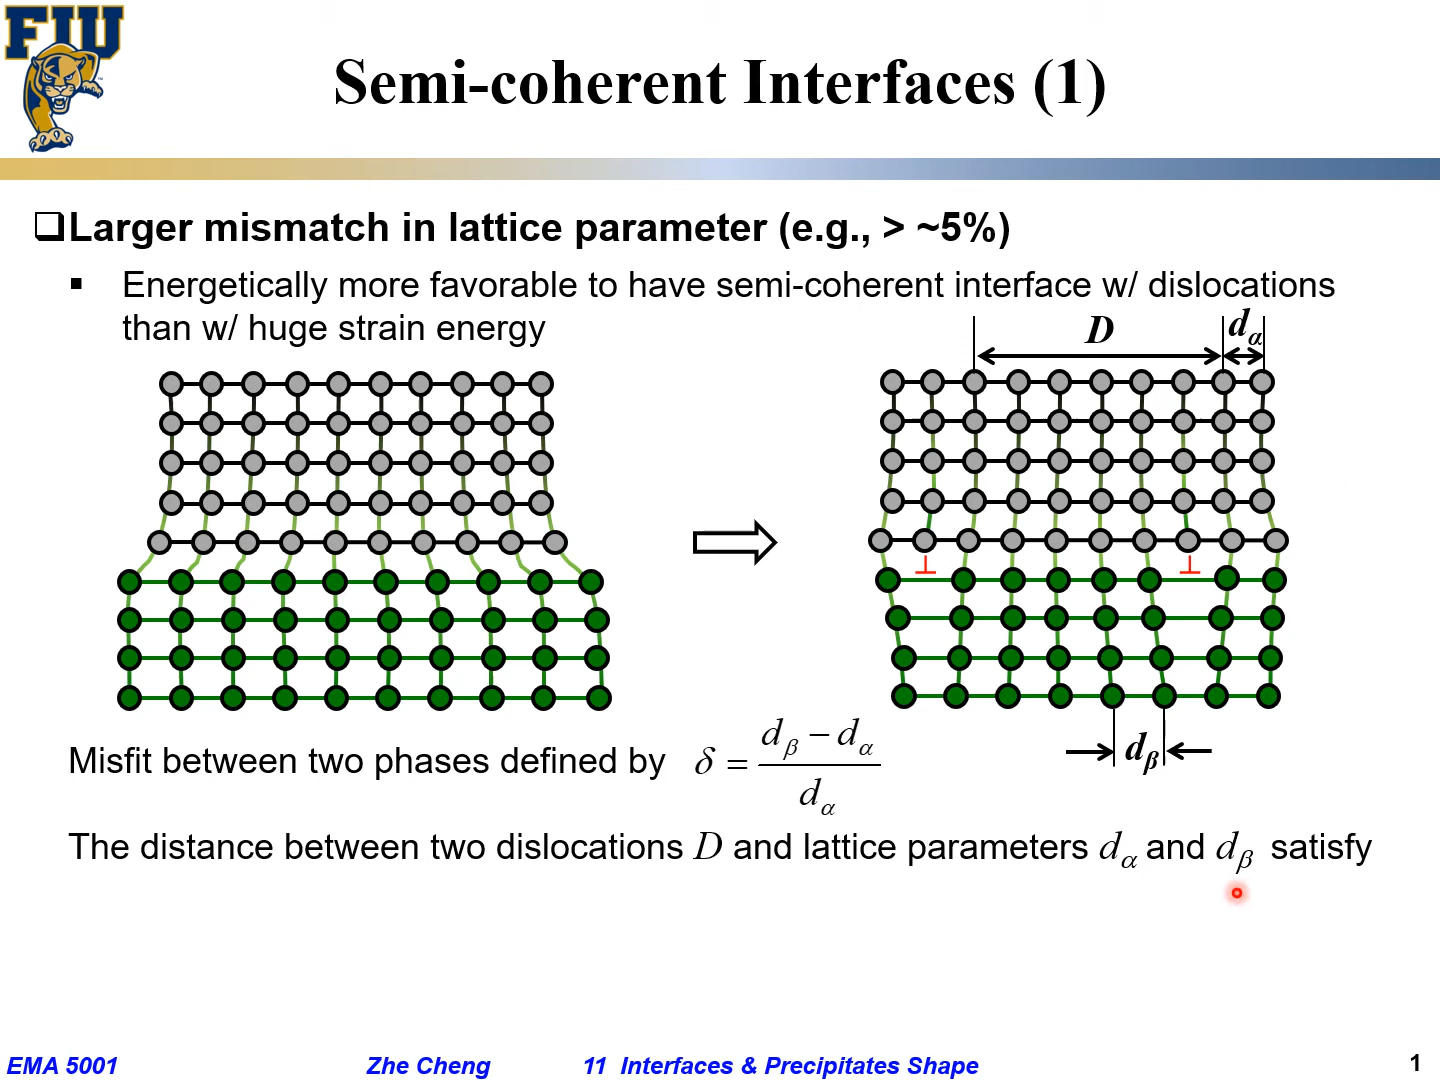 FIU
Semi-coherent Interfaces (1)
Larger mismatch in lattice parameter (e.g., > ~5%)
Energetically more favorable to have semi-coherent interface w/ dislocations
than w/ huge strain energy
D
dα
⊥ ⊥
dβ
Misfit between two phases defined by δ = (dβ − dα) / dα
The distance between two dislocations D and lattice parameters dα and dβ satisfy
EMA 5001 Zhe Cheng 11 Interfaces & Precipitates Shape 1